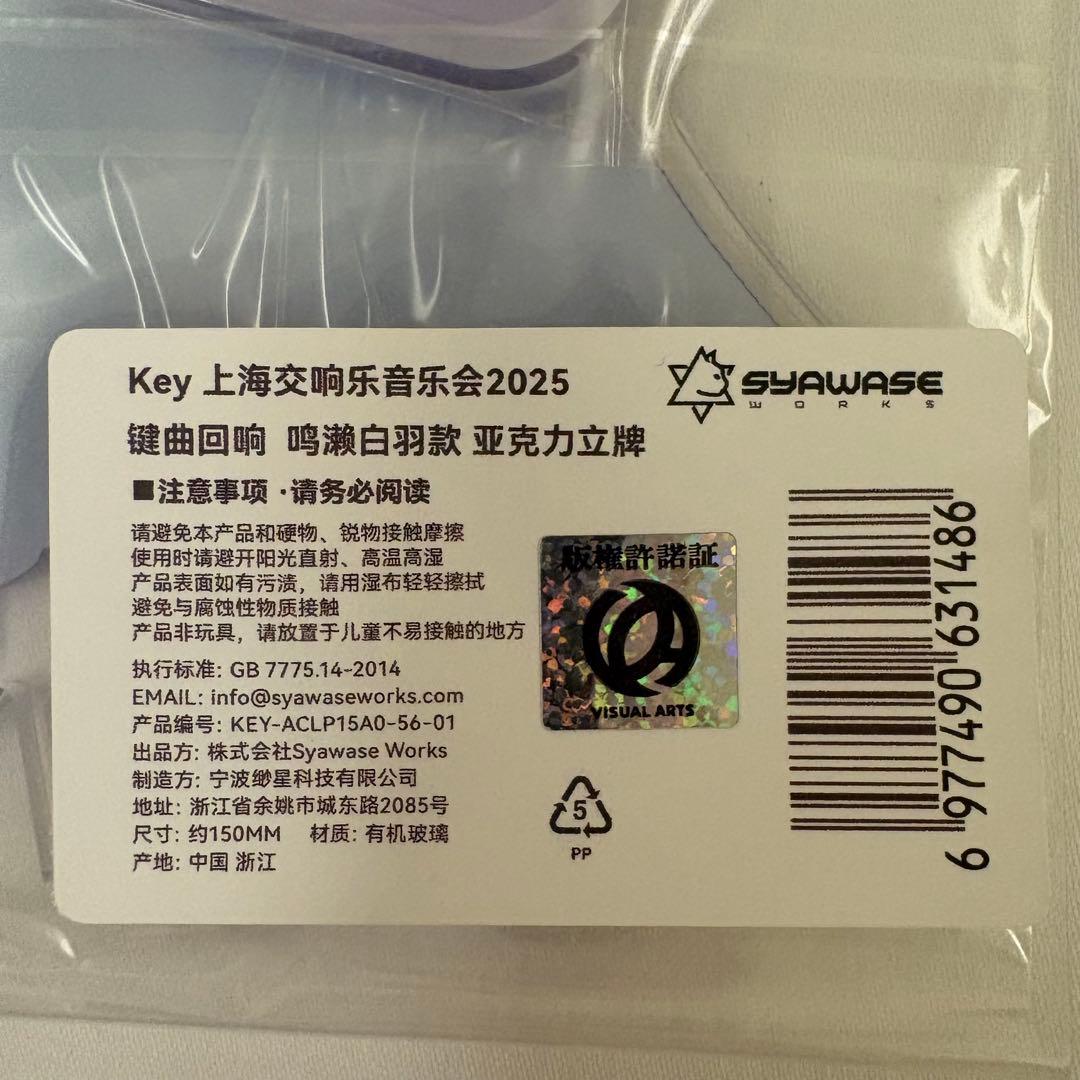 Key 上海交响乐音乐会2025
SYAWASE
WORKS
键曲回响 鸣濑白羽款 亚克力立牌
■注意事项 ·请务必阅读
请避免本产品和硬物、锐物接触摩擦
使用时请避开阳光直射、高温高湿
产品表面如有污渍，请用湿布轻轻擦拭
避免与腐蚀性物质接触
产品非玩具，请放置于儿童不易接触的地方
执行标准: GB 7775.14-2014
EMAIL: info@syawaseworks.com
产品编号: KEY-ACLP15A0-56-01
出品方: 株式会社Syawase Works
制造方: 宁波缈星科技有限公司
地址: 浙江省余姚市城东路2085号
尺寸: 约150MM 材质: 有机玻璃
产地: 中国 浙江
版権許諾証
VISUAL ARTS
5
PP
6 977490 631486